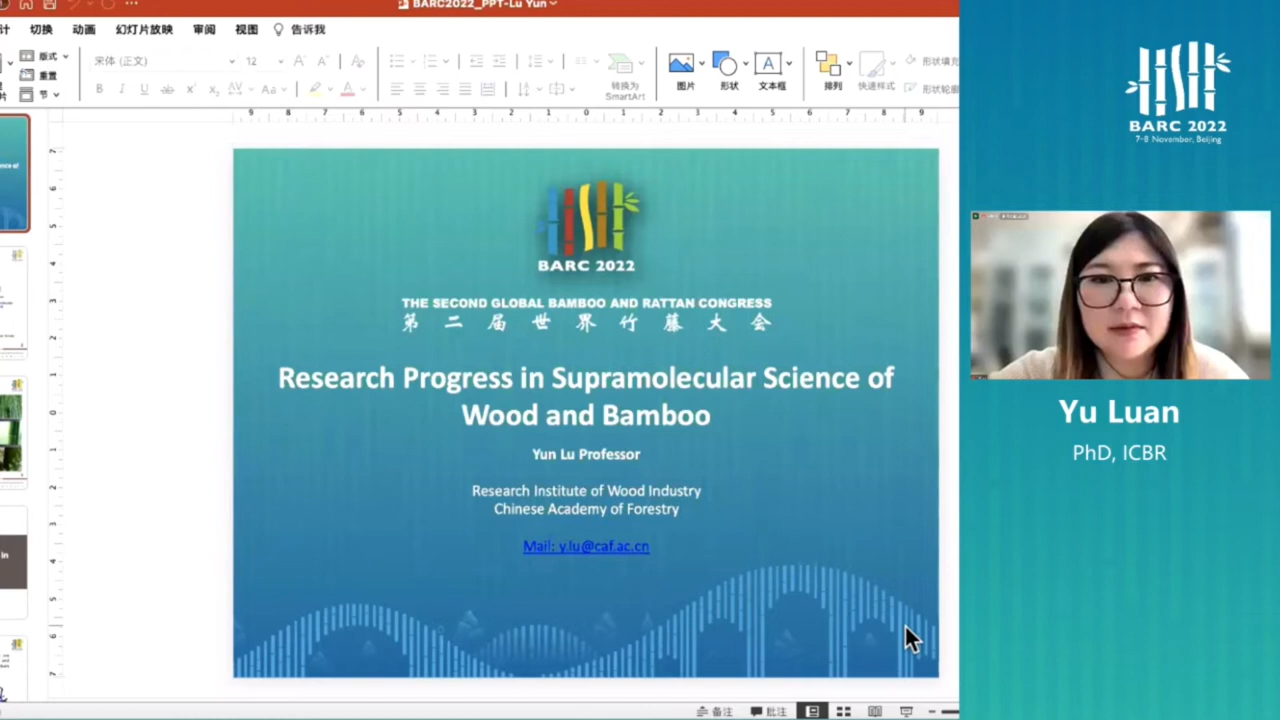 BARC2022_PPT-Lu Yun
切换 动画 幻灯片放映 审阅 视图 告诉我
版式
宋体 (正文) 12
重置
节
转换为
SmartArt
图片 形状 文本框 排列 快速样式
形状填充
形状轮廓
BARC 2022
7-8 November, Beijing
BARC 2022
THE SECOND GLOBAL BAMBOO AND RATTAN CONGRESS
第二届世界竹藤大会
Research Progress in Supramolecular Science of
Wood and Bamboo
Yun Lu Professor
Research Institute of Wood Industry
Chinese Academy of Forestry
Mail: y.lu@caf.ac.cn
Yu Luan
PhD, ICBR
备注 批注